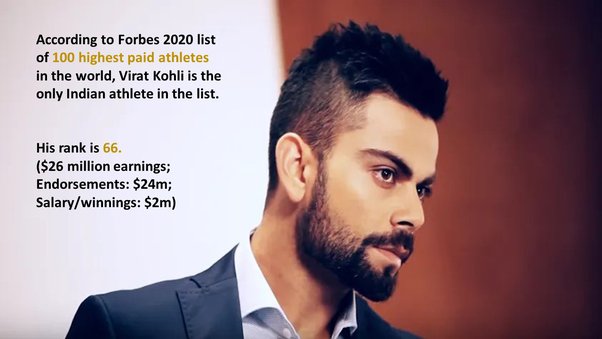 According to Forbes 2020 list
of 100 highest paid athletes
in the world, Virat Kohli is the
only Indian athlete in the list.
His rank is 66.
($26 million earnings;
Endorsements: $24m;
Salary/winnings: $2m)